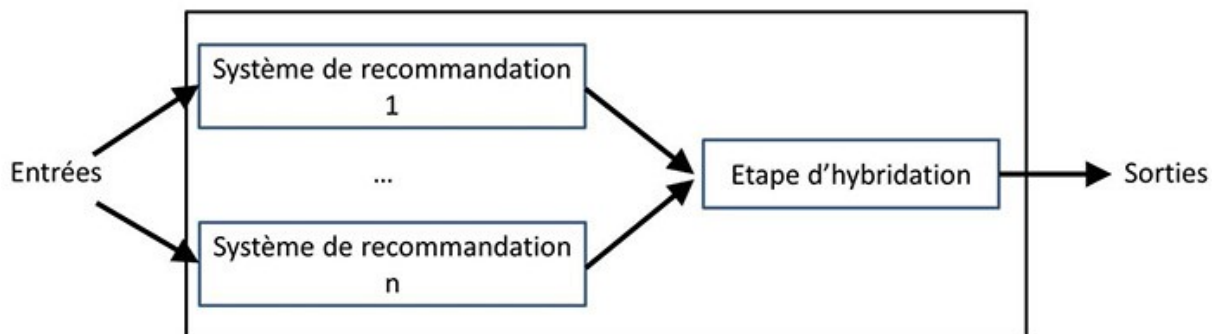 Système de recommandation
1
Entrées
...
Etape d'hybridation
Sorties
Système de recommandation
n